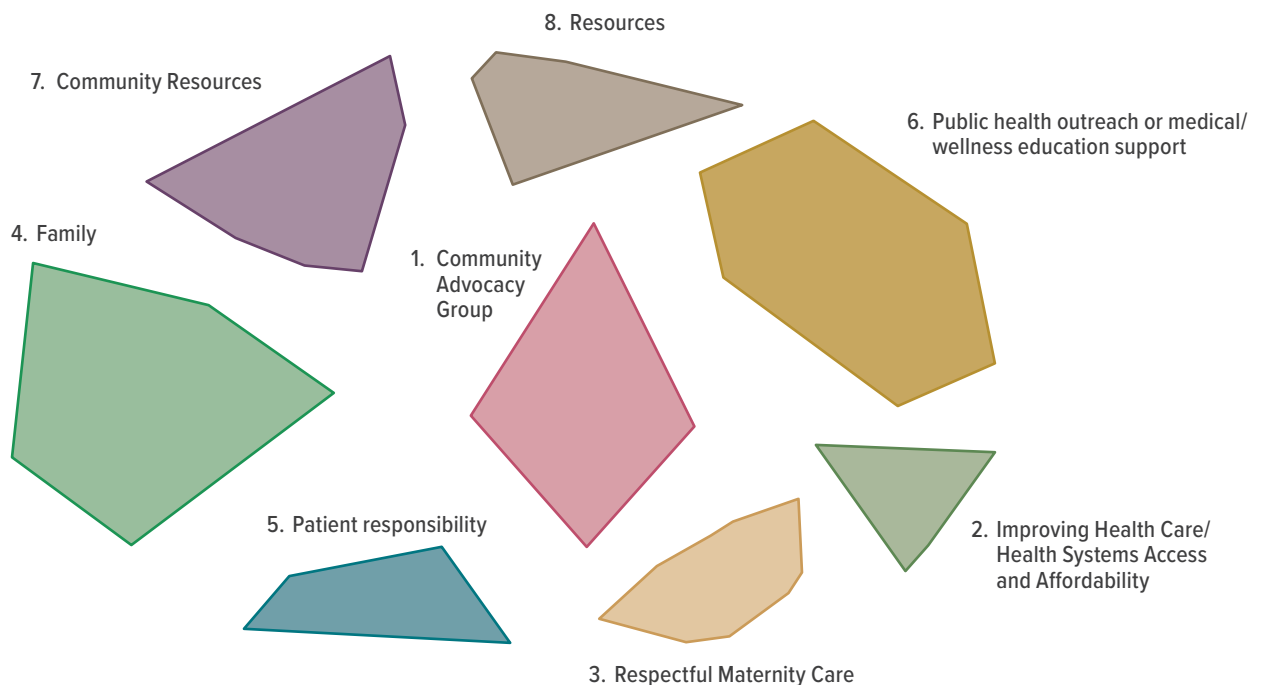 8. Resources
7. Community Resources
6. Public health outreach or medical/
wellness education support
4. Family
1. Community
Advocacy
Group
5. Patient responsibility
2. Improving Health Care/
Health Systems Access
and Affordability
3. Respectful Maternity Care